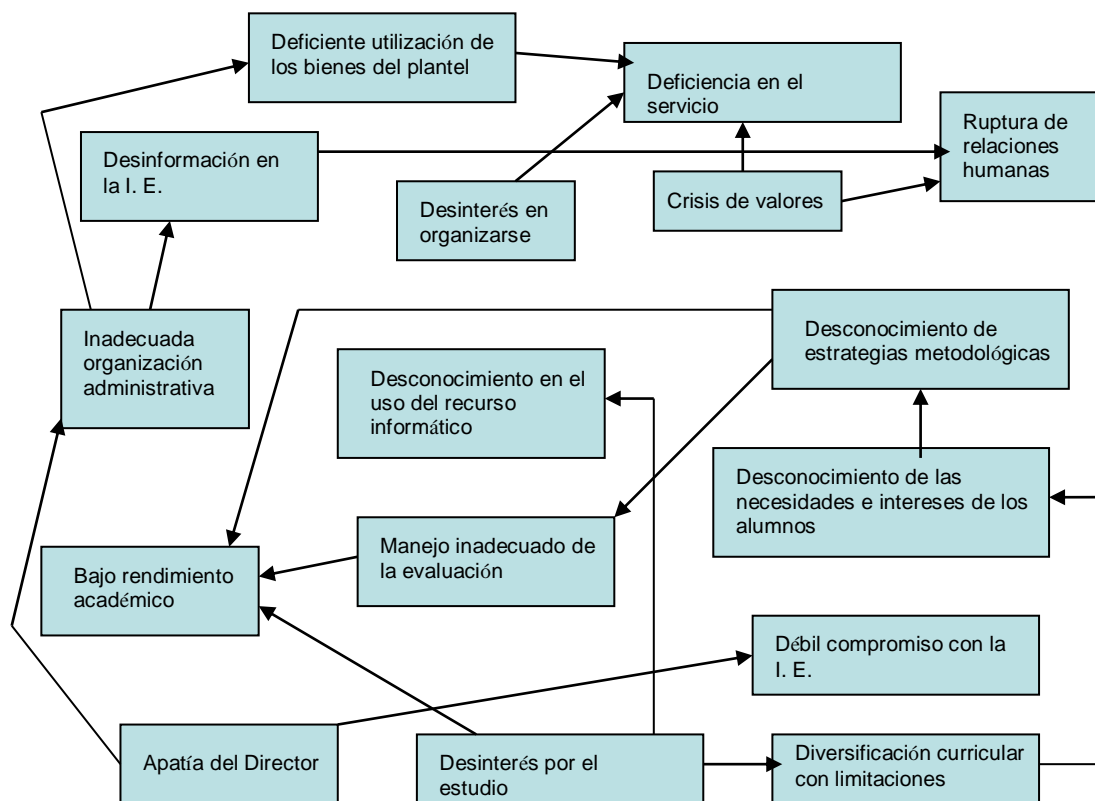 Deficiente utilización de
los bienes del plantel
Deficiencia en el
servicio
Ruptura de
relaciones
humanas
Desinformación en
la I. E.
Desinterés en
organizarse
Crisis de valores
Inadecuada
organización
administrativa
Desconocimiento en el
uso del recurso
informático
Desconocimiento de
estrategias metodológicas
Desconocimiento de las
necesidades e intereses de los
alumnos
Manejo inadecuado de
la evaluación
Bajo rendimiento
académico
Débil compromiso con la
I. E.
Apatía del Director
Desinterés por el
estudio
Diversificación curricular
con limitaciones